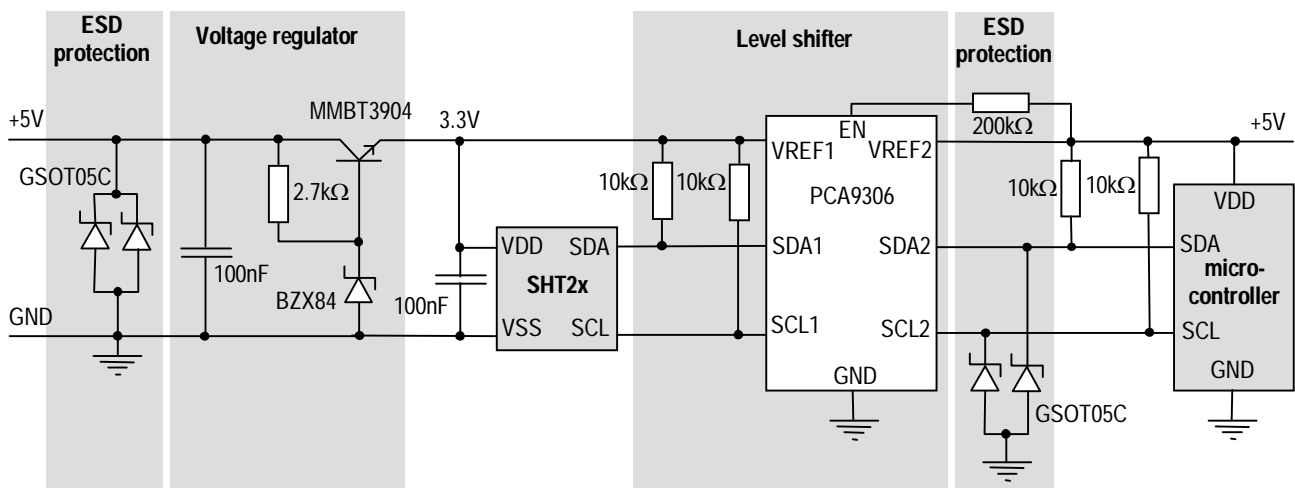 ESD
protection
Voltage regulator
Level shifter
ESD
protection
+5V
MMBT3904
3.3V
EN
200kΩ
+5V
VREF1
VREF2
GSOT05C
2.7kΩ
10kΩ
10kΩ
PCA9306
10kΩ
10kΩ
VDD
VDD
SDA
SDA1
SDA2
SDA
100nF
BZX84
100nF
SHT2x
micro-
controller
GND
VSS
SCL
SCL1
SCL2
SCL
GND
GND
GSOT05C